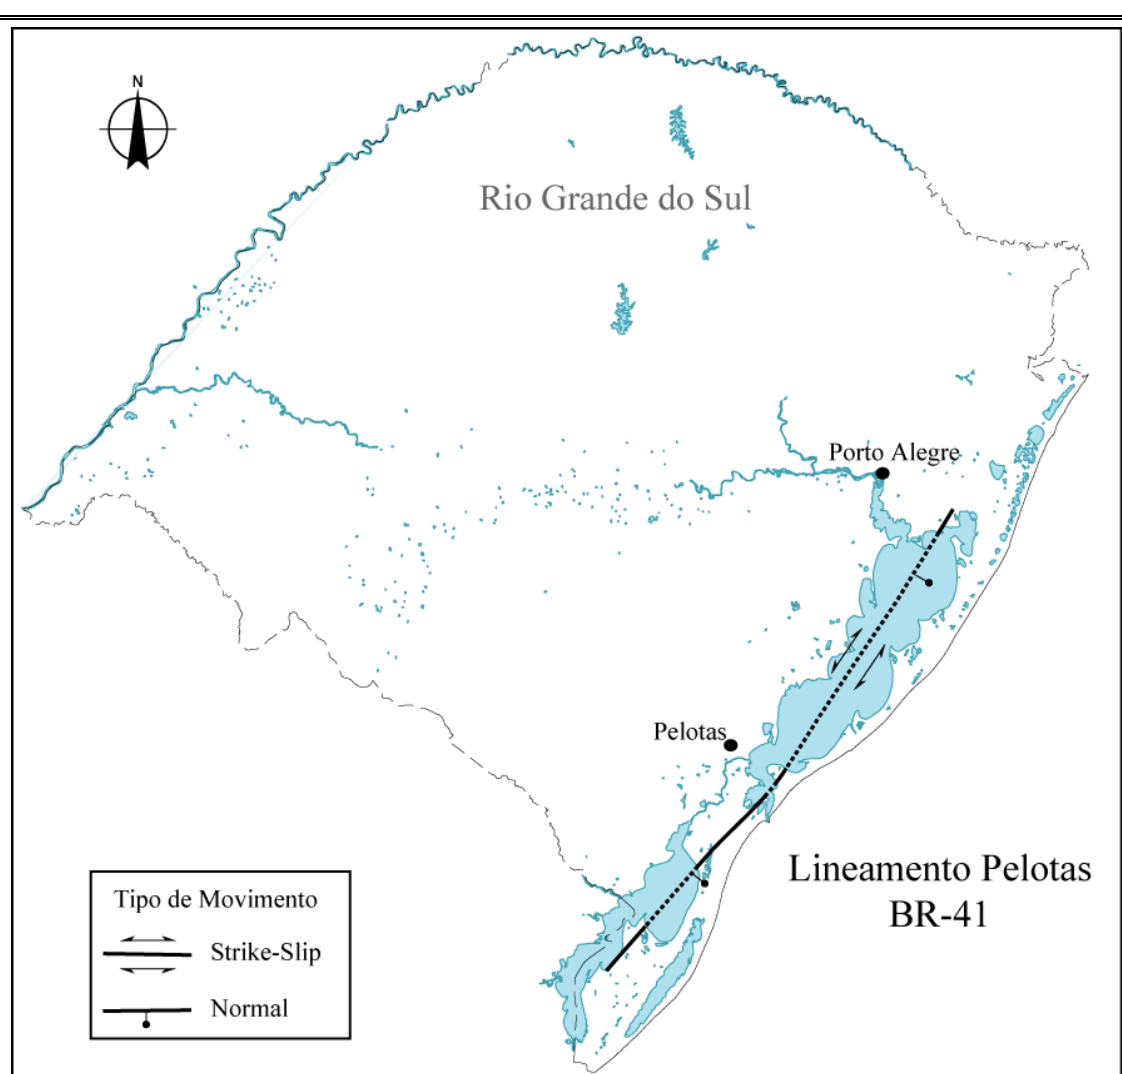 N
Rio Grande do Sul
Porto Alegre
Pelotas
Lineamento Pelotas
BR-41
Tipo de Movimento
Strike-Slip
Normal